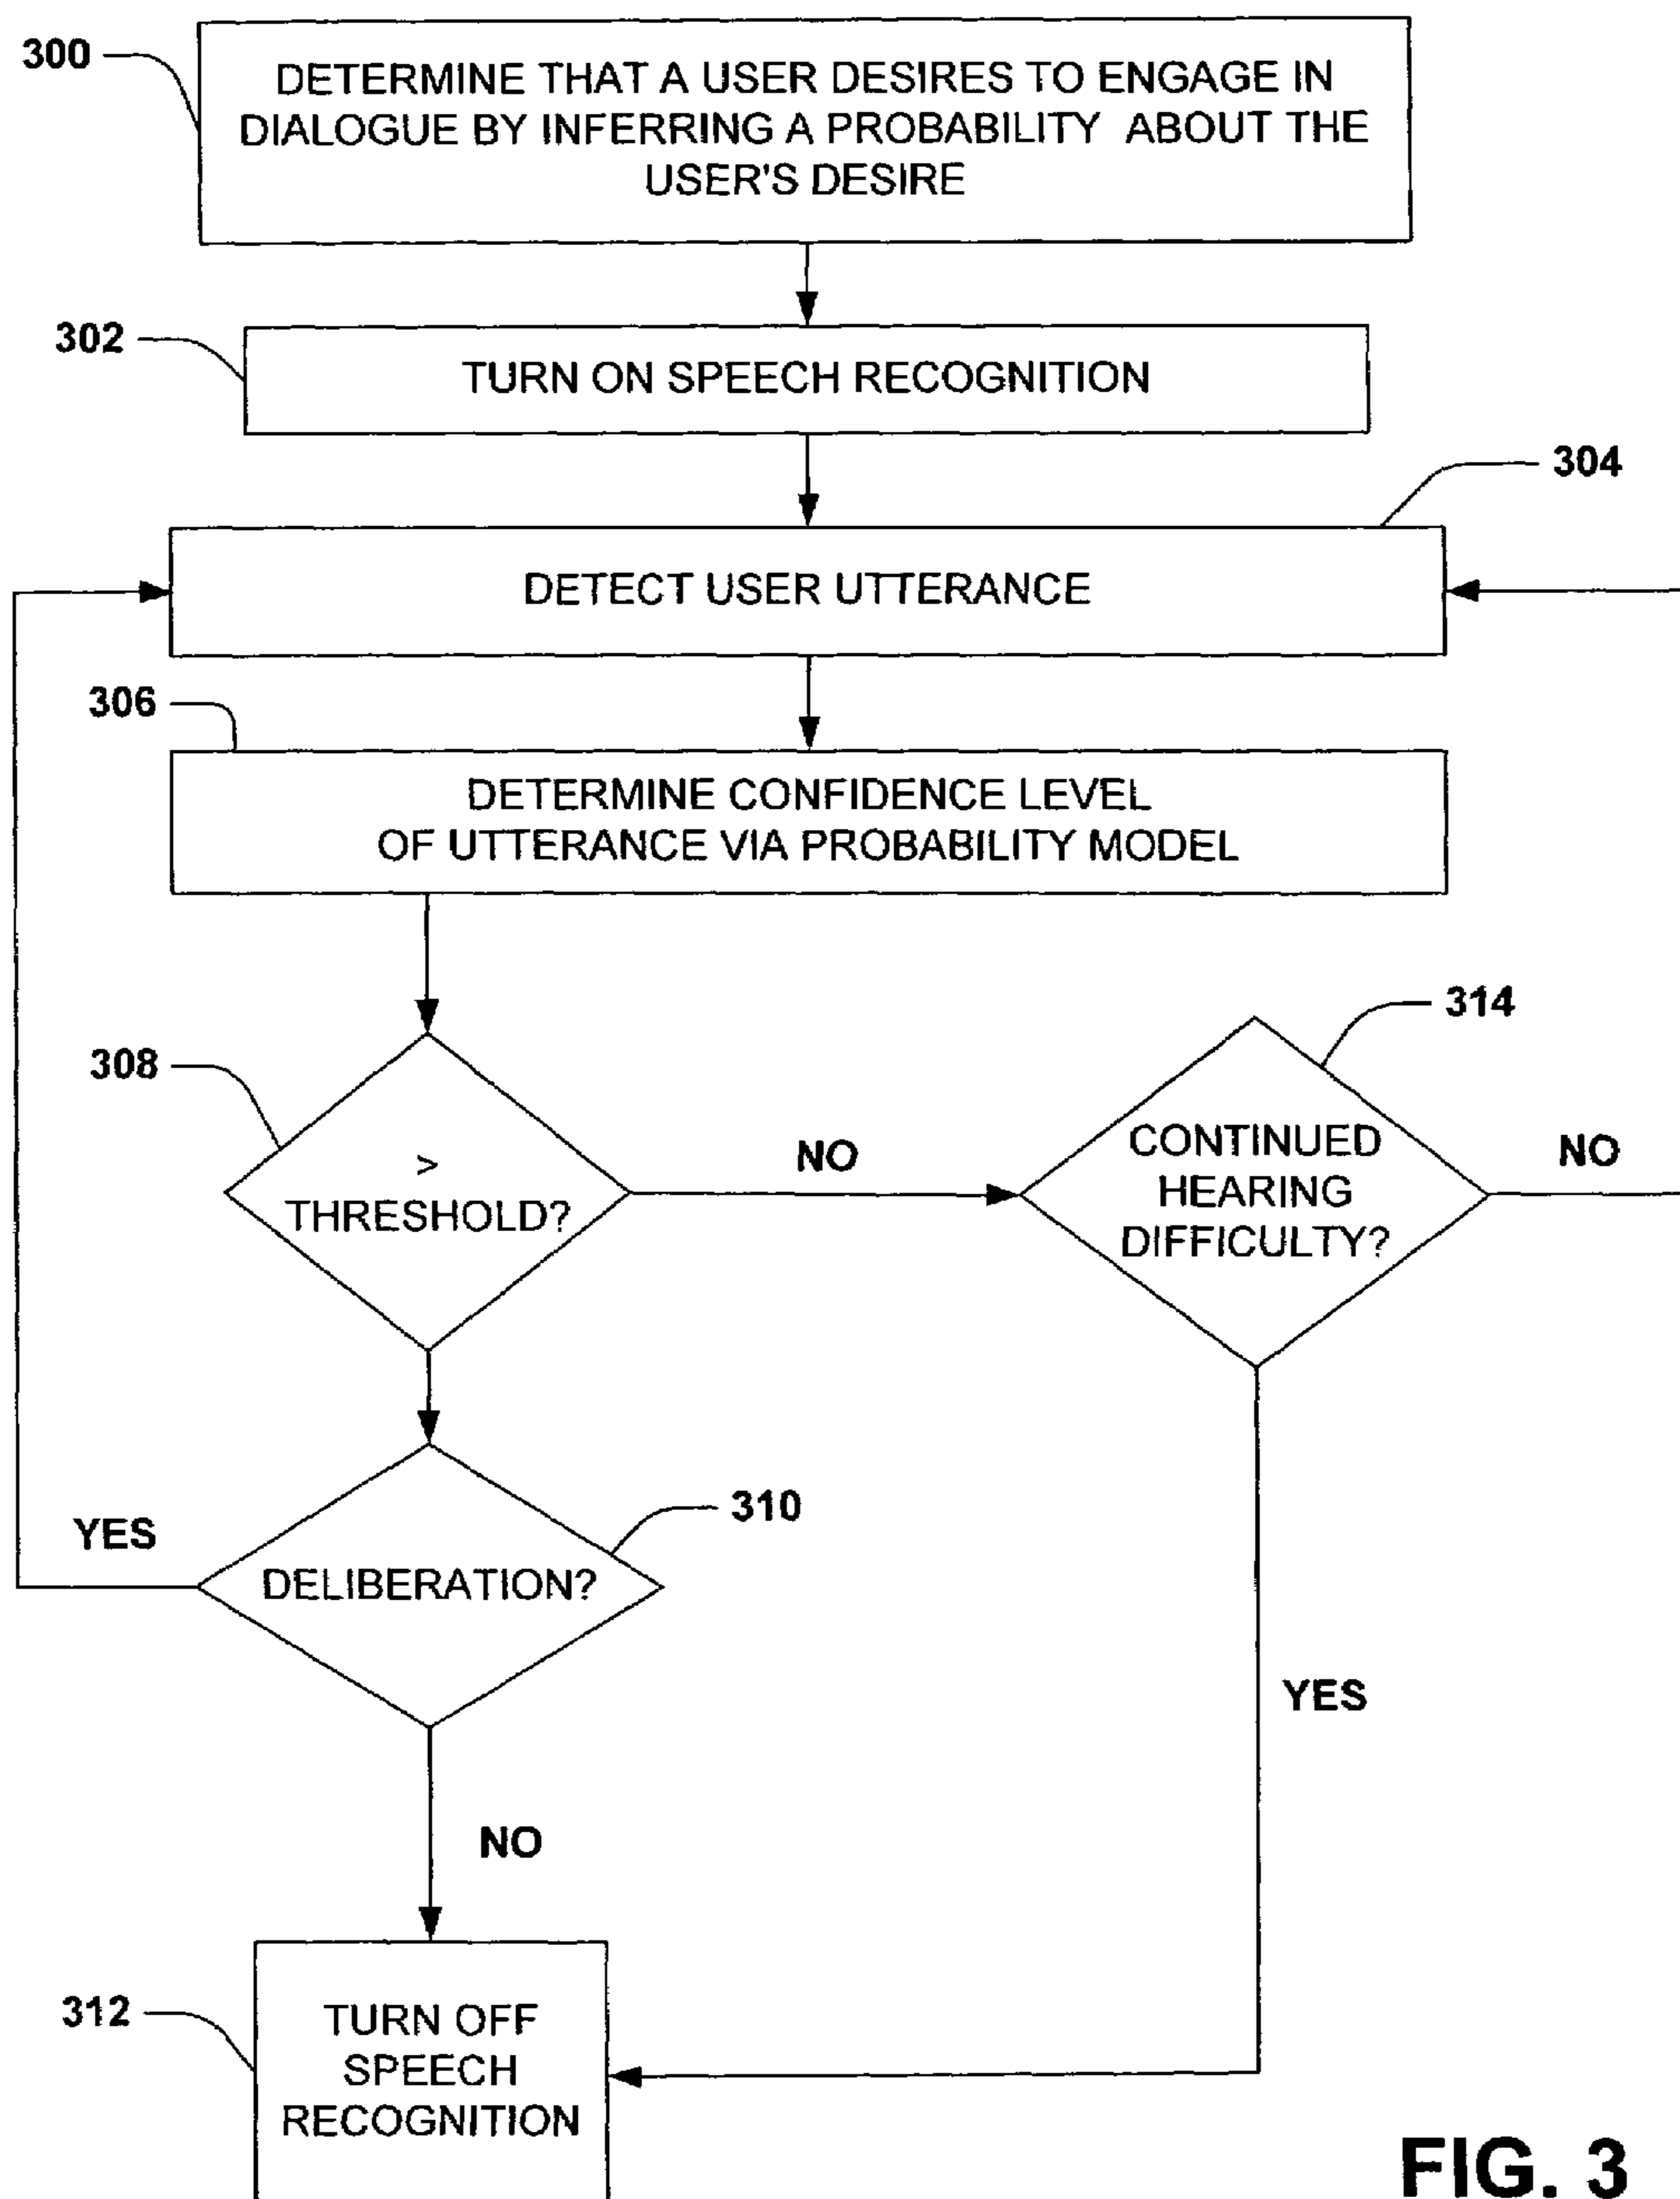 300
DETERMINE THAT A USER DESIRES TO ENGAGE IN
DIALOGUE BY INFERRING A PROBABILITY ABOUT THE
USER'S DESIRE
302
TURN ON SPEECH RECOGNITION
304
DETECT USER UTTERANCE
306
DETERMINE CONFIDENCE LEVEL
OF UTTERANCE VIA PROBABILITY MODEL
308
>
THRESHOLD?
NO
314
CONTINUED
HEARING
DIFFICULTY?
NO
310
YES
DELIBERATION?
YES
NO
312
TURN OFF
SPEECH
RECOGNITION
FIG. 3